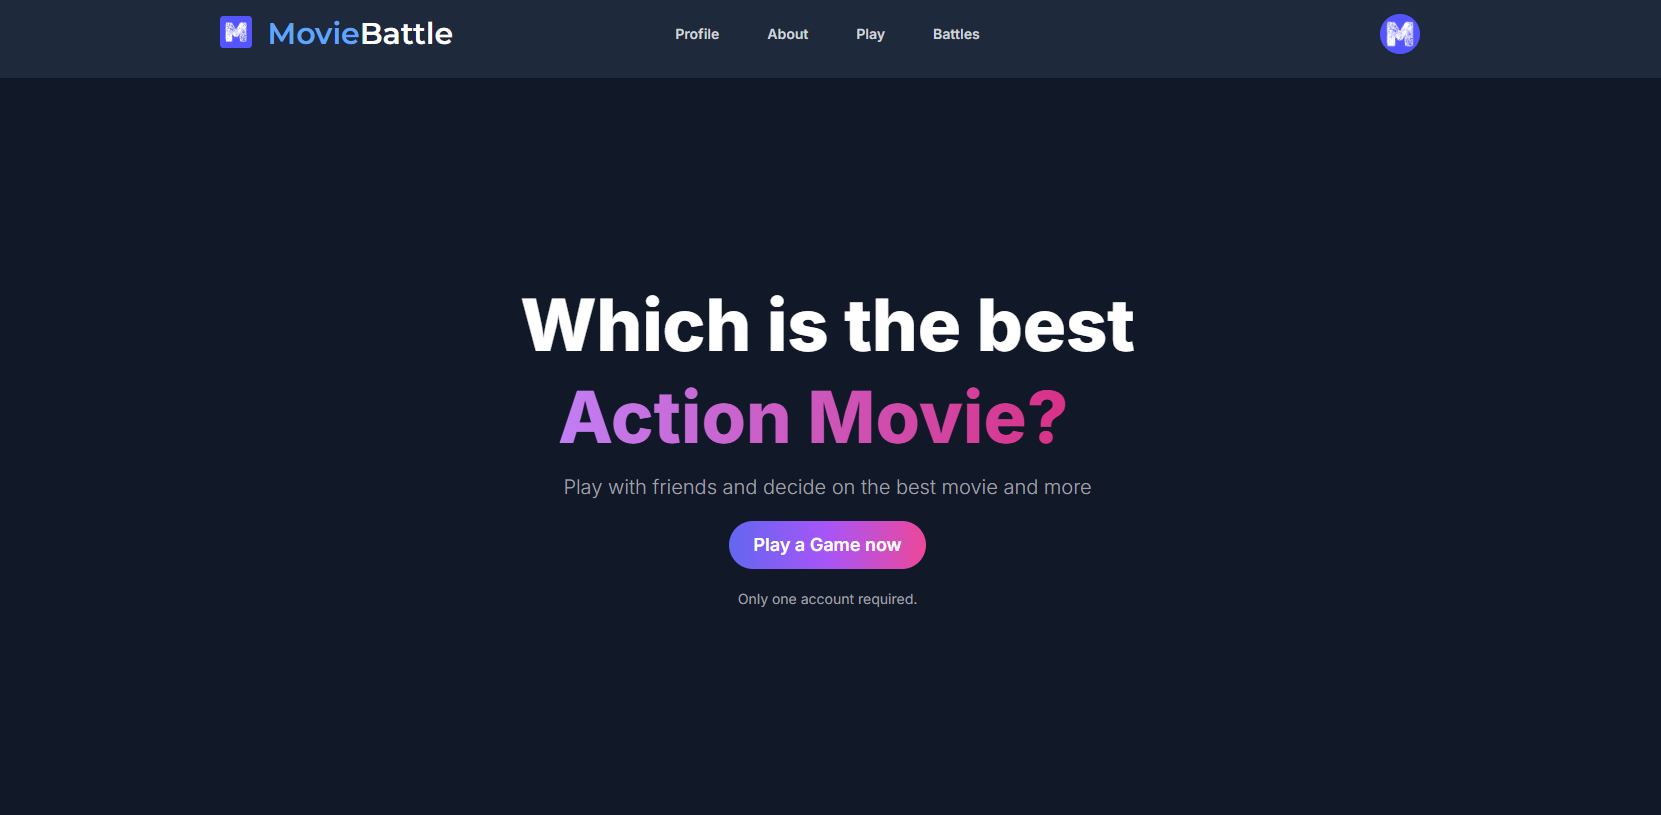 M MovieBattle Profile About Play Battles M
Which is the best
Action Movie?
Play with friends and decide on the best movie and more
Play a Game now
Only one account required.